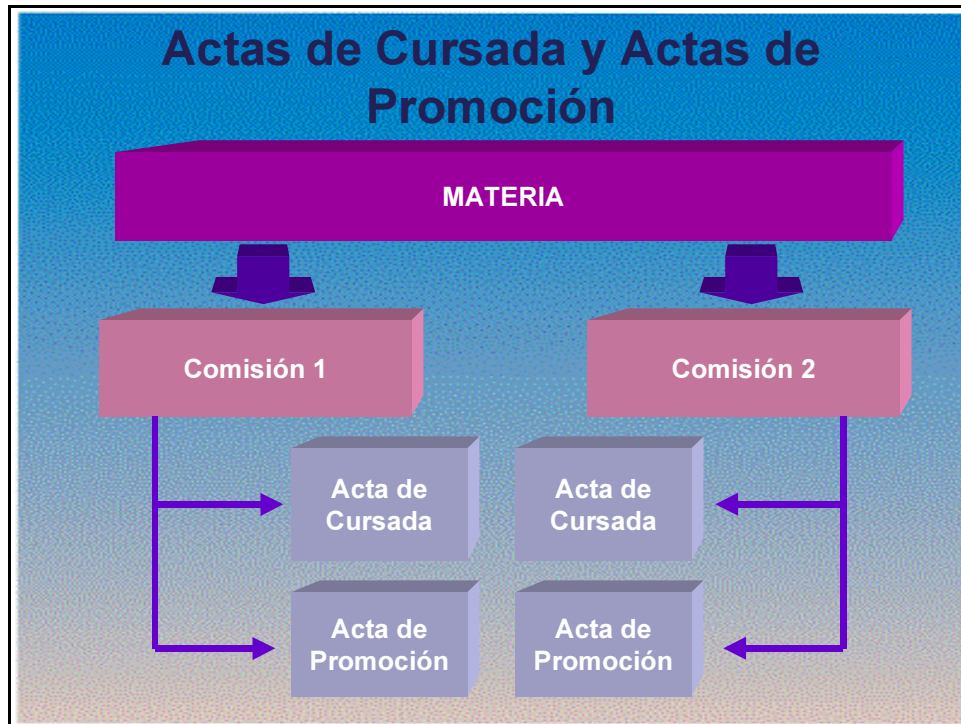 Actas de Cursada y Actas de
Promoción
MATERIA
Comisión 1
Comisión 2
Acta de
Cursada
Acta de
Cursada
Acta de
Promoción
Acta de
Promoción